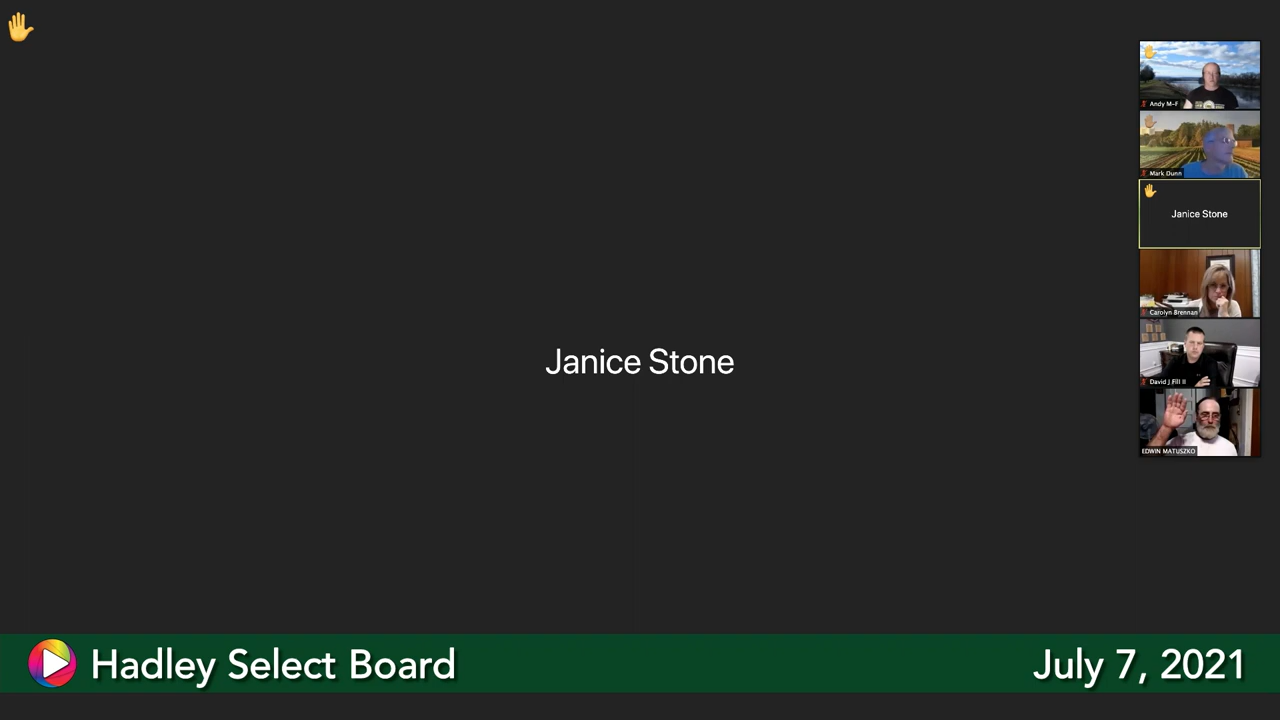 Andy M-F
Mark Dunn
Janice Stone
Carolyn Brennan
David J Fill II
EDWIN MATUSZKO
Janice Stone
Hadley Select Board
July 7, 2021